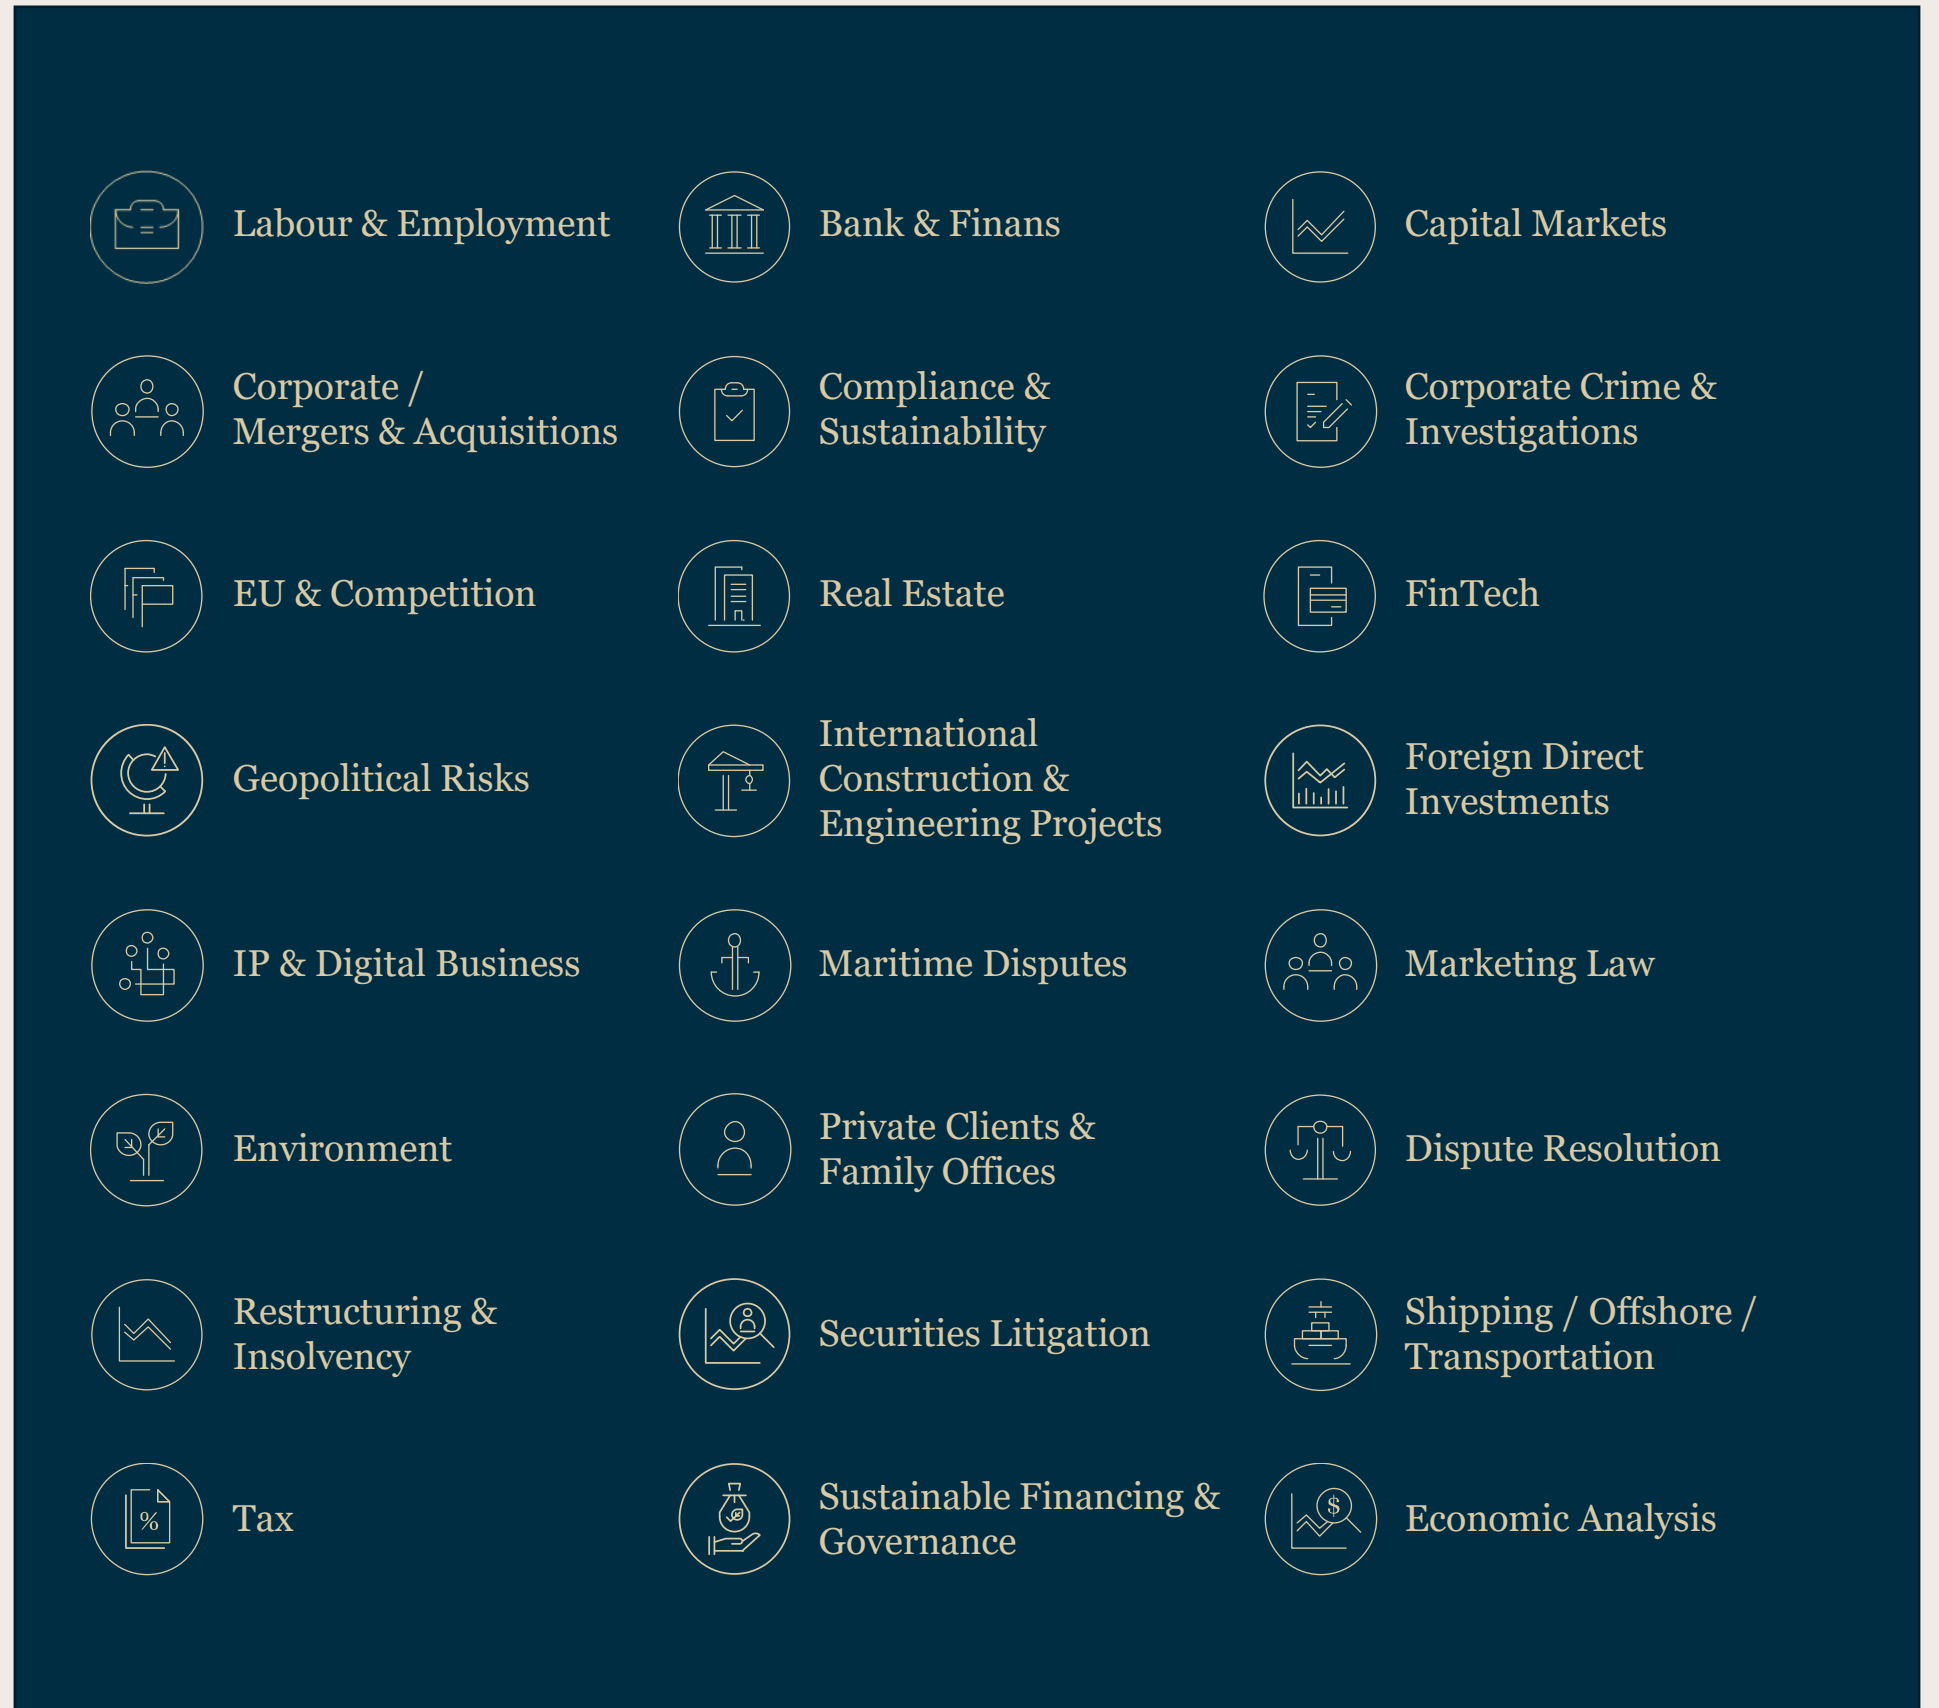 Labour & Employment
Bank & Finans
Capital Markets
Corporate /
Mergers & Acquisitions
Compliance &
Sustainability
Corporate Crime &
Investigations
EU & Competition
Real Estate
FinTech
Geopolitical Risks
International
Construction &
Engineering Projects
Foreign Direct
Investments
IP & Digital Business
Maritime Disputes
Marketing Law
Environment
Private Clients &
Family Offices
Dispute Resolution
Restructuring &
Insolvency
Securities Litigation
Shipping / Offshore /
Transportation
%
Tax
Sustainable Financing &
Governance
$
Economic Analysis